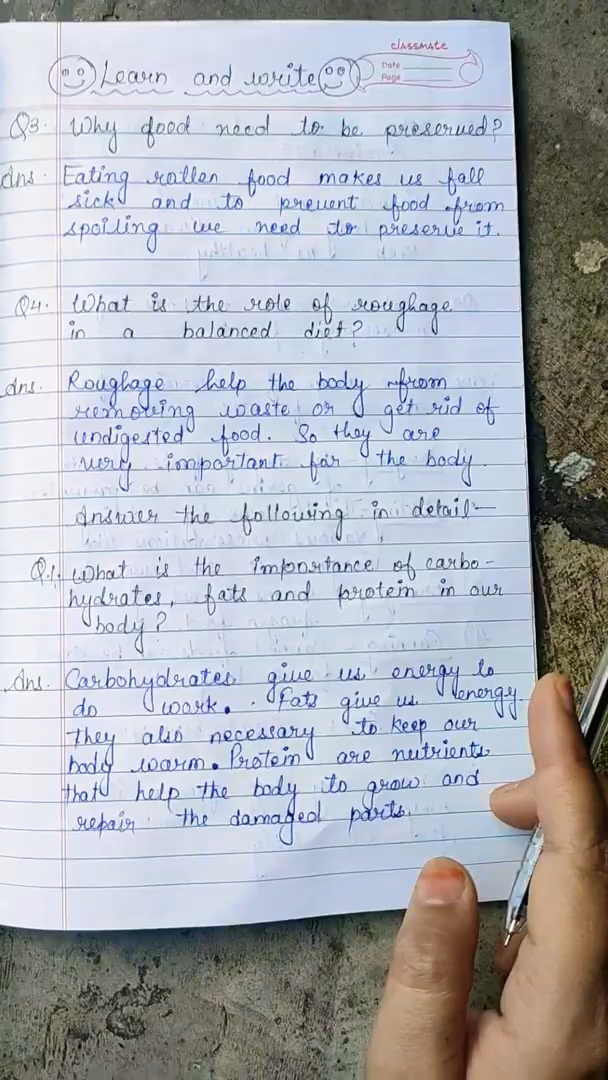 classmate
Date
Page
Learn and write
Q3. Why food need to be preserved?
Ans. Eating rotten food makes us fall
sick and to prevent food from
spoiling we need to preserve it.
Q4. What is the role of roughage
in a balanced diet?
Ans. Roughage help the body from
removing waste or get rid of
undigested food. So they are
very important for the body.
Answer the following in detail:-
Q.1. What is the importance of carbo-
hydrates, fats and protein in our
body?
Ans. Carbohydrates give us energy to
do work. Fats give us energy
they also necessary to keep our
body warm. Protein are nutrients
that help the body to grow and
repair the damaged parts.